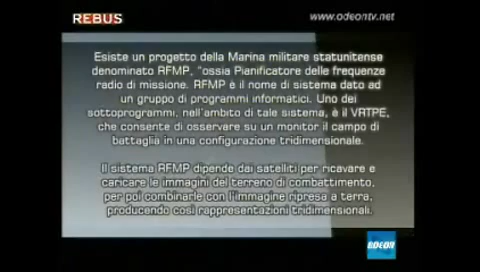 REBUS
www.odeontv.net
Esiste un progetto della Marina militare statunitense
denominato RFMP, "ossia Pianificatore delle frequenze
radio di missione. RFMP è il nome di sistema dato ad
un gruppo di programmi informatici. Uno dei
sottoprogrammi, nell'ambito di tale sistema, è il VRTPE,
che consente di osservare su un monitor il campo di
battaglia in una configurazione tridimensionale.
Il sistema RFMP dipende dai satelliti per ricavare e
caricare le immagini del terreno di combattimento,
per poi combinarle con l'immagine ripresa a terra,
producendo così rappresentazioni tridimensionali.
ODEON